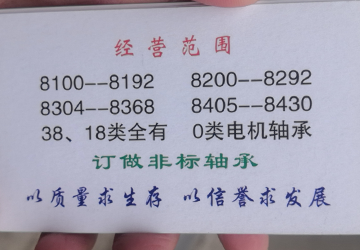 经营范围
8100--8192 8200--8292
8304--8368 8405--8430
38、18类全有 0类电机轴承
订做非标轴承
以质量求生存 以信誉求发展